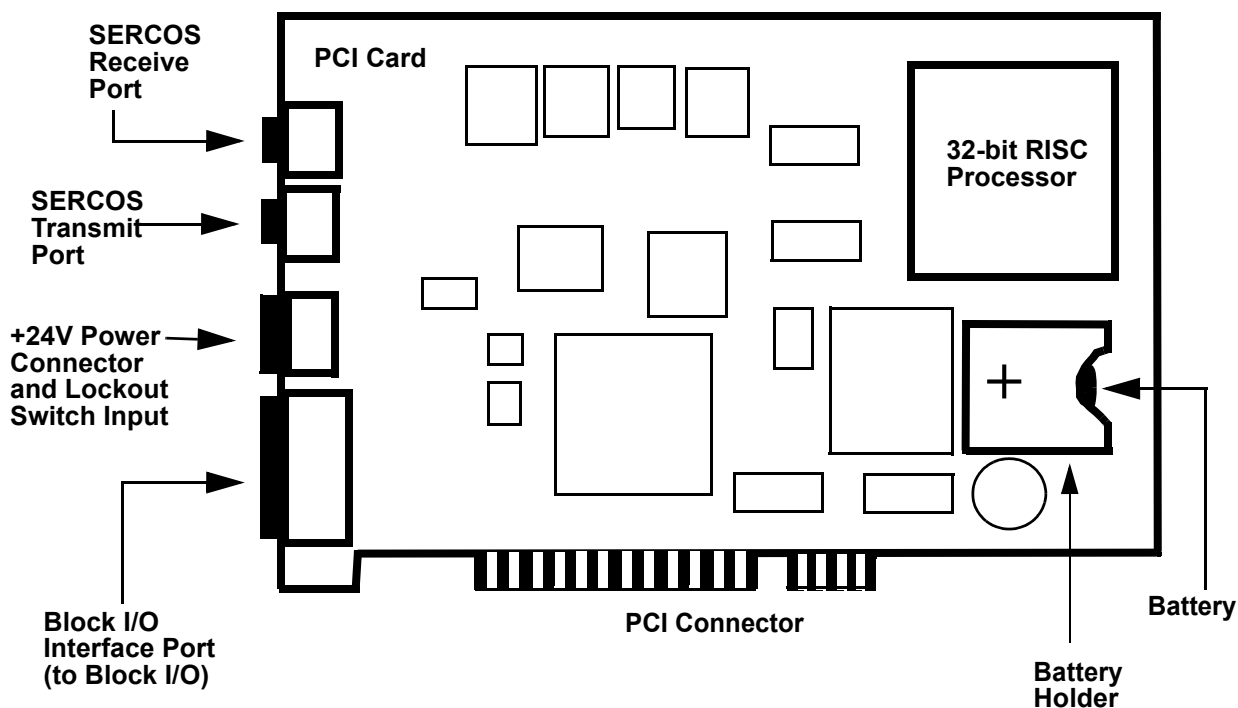 SERCOS
Receive
Port
PCI Card
32-bit RISC
Processor
SERCOS
Transmit
Port
+24V Power
Connector
and Lockout
Switch Input
+
Block I/O
Interface Port
(to Block I/O)
PCI Connector
Battery
Battery
Holder